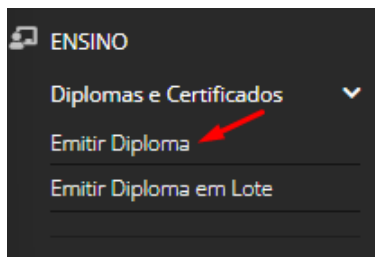 ENSINO
Diplomas e Certificados
Emitir Diploma
Emitir Diploma em Lote